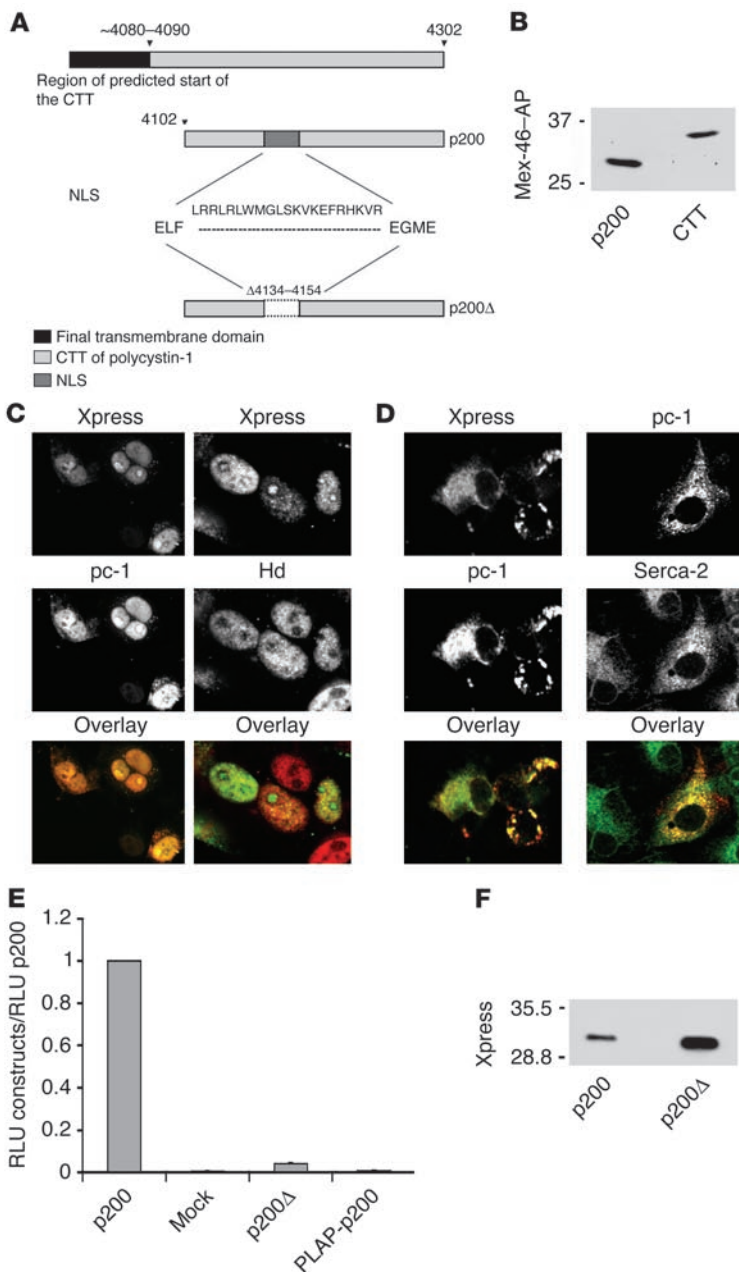 A
~4080–4090
4302
Region of predicted start of
the CTT
4102
p200
NLS
LRRLRLWMGLSKVKEFRHKVR
ELF
EGME
Δ4134–4154
p200Δ
Final transmembrane domain
CTT of polycystin-1
NLS
B
Mex-46–AP
37 -
25 -
p200
CTT
C
Xpress
Xpress
pc-1
Hd
Overlay
Overlay
D
Xpress
pc-1
pc-1
Serca-2
Overlay
Overlay
E
RLU constructs/RLU p200
1.2
1
0.8
0.6
0.4
0.2
0
p200
Mock
p200Δ
PLAP-p200
F
Xpress
35.5 -
28.8 -
p200
p200Δ